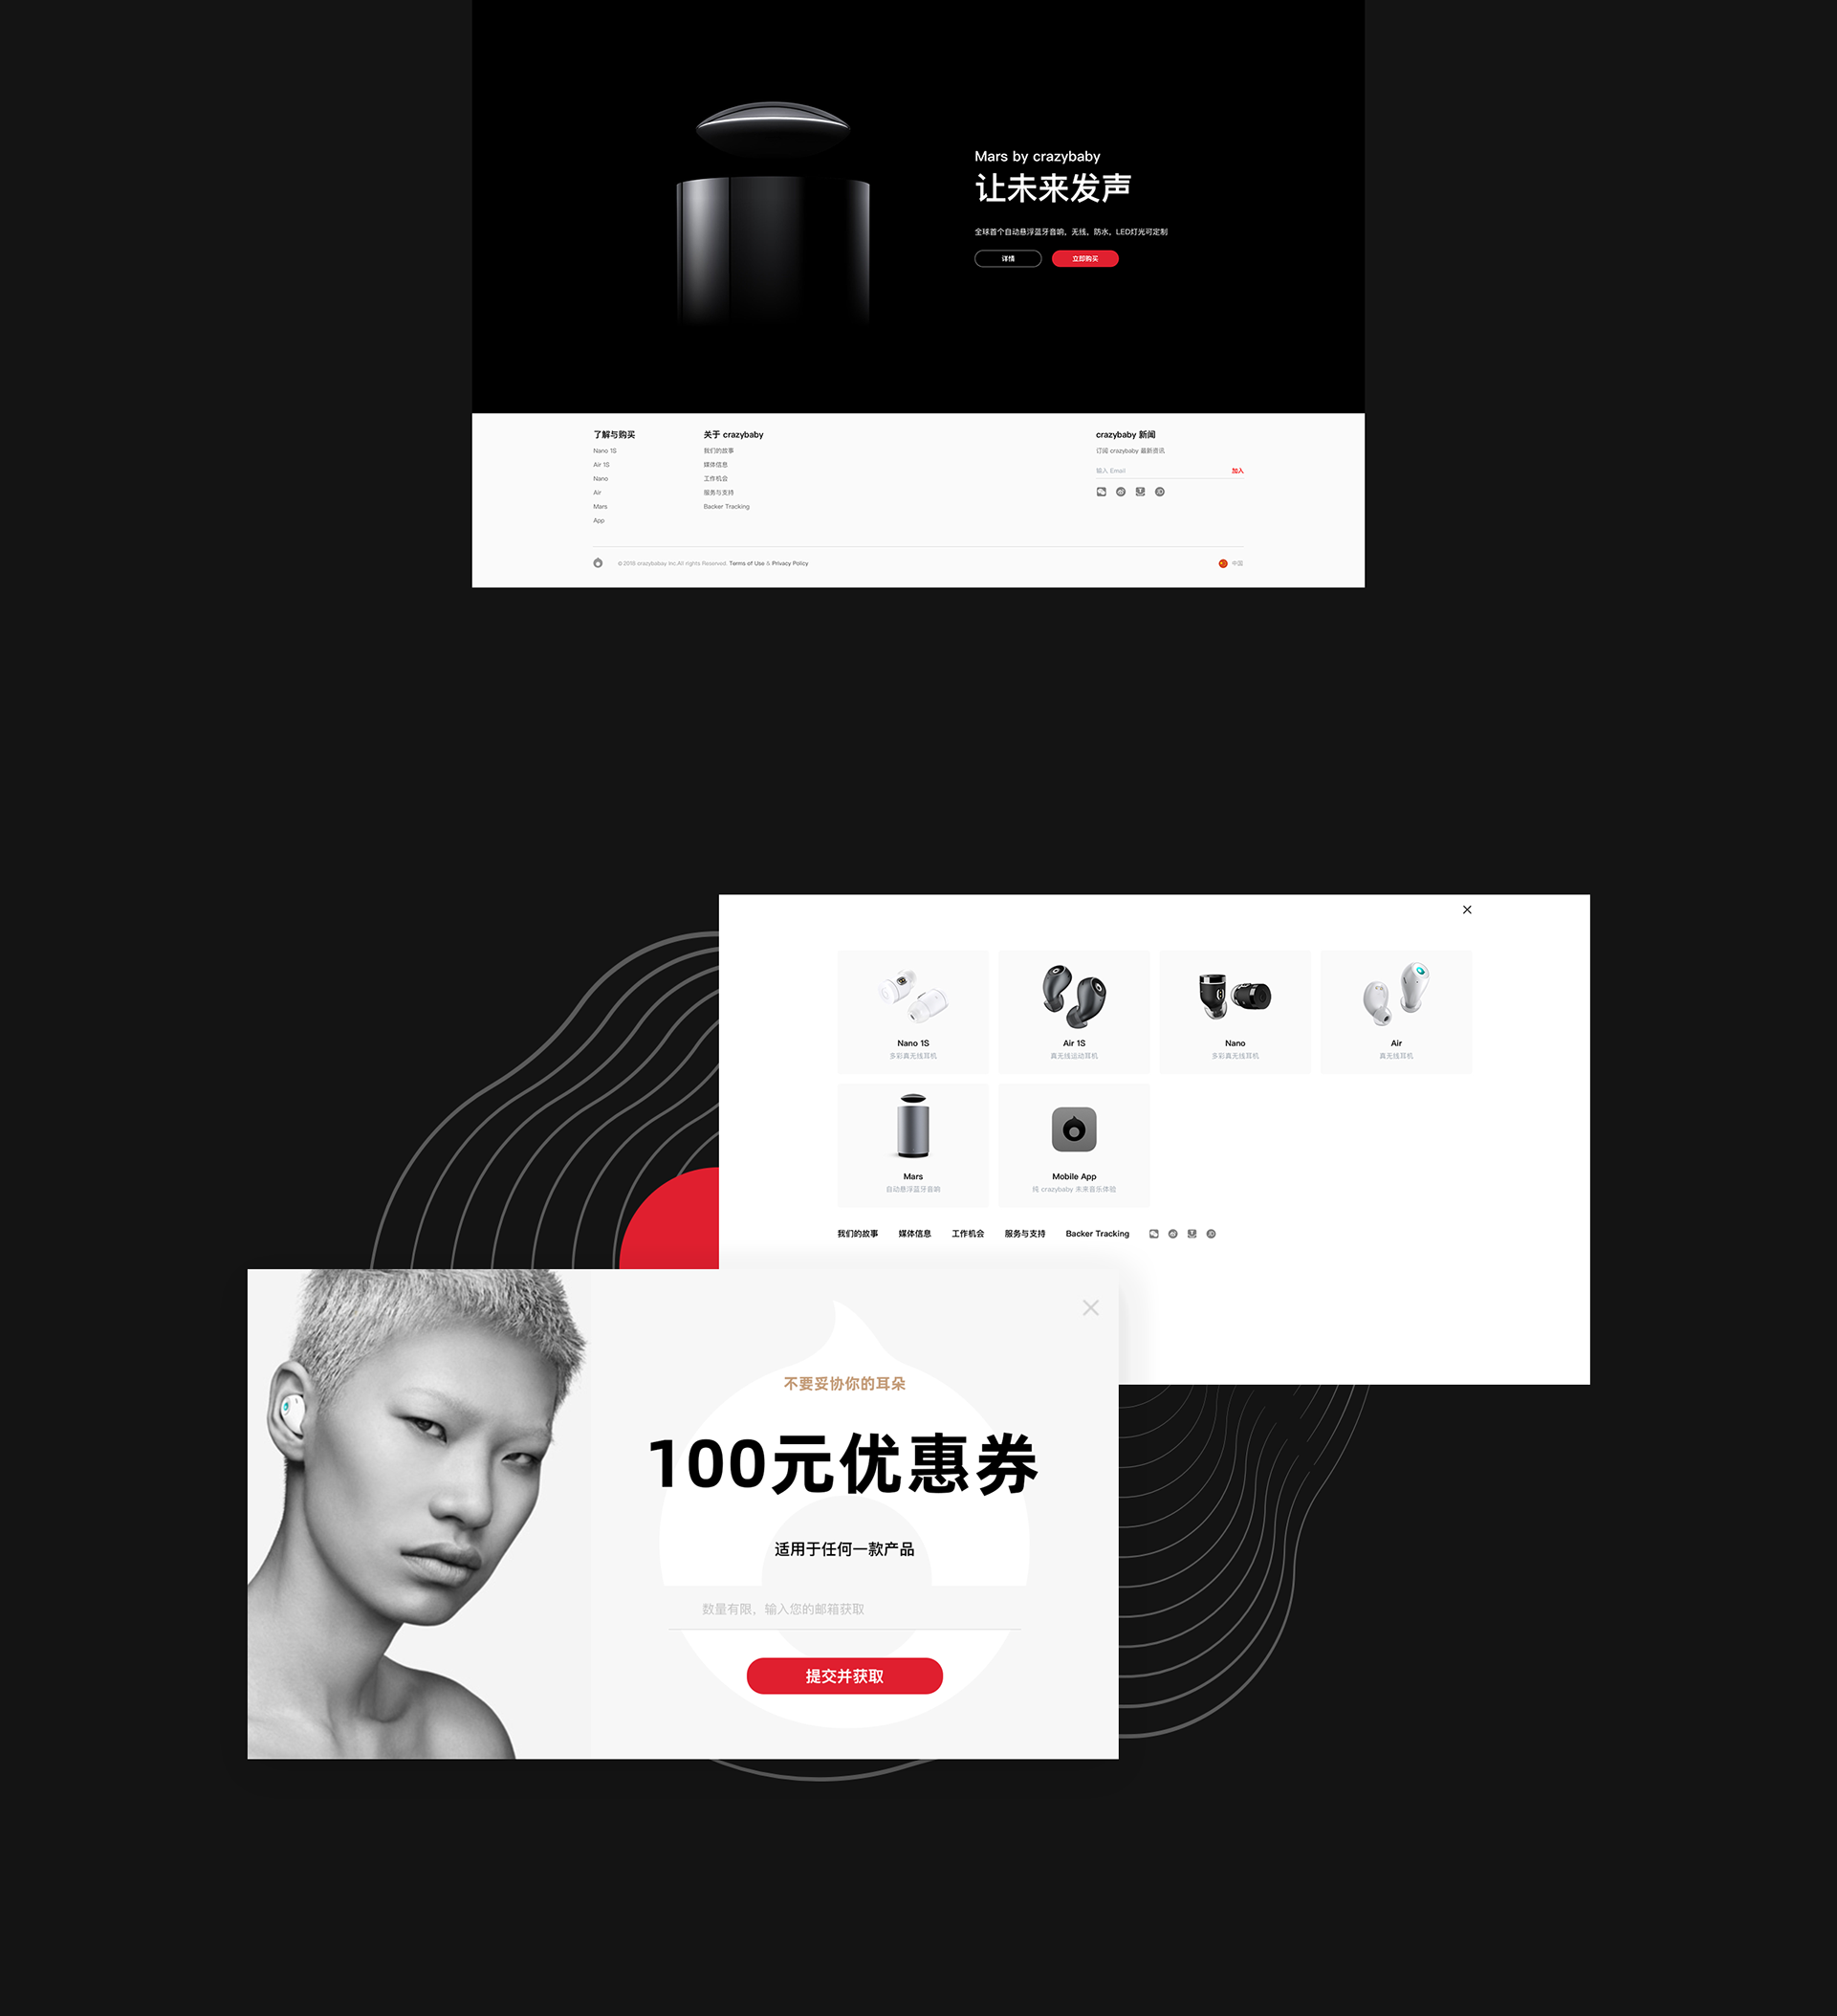 Mars by crazybaby
让未来发声
全球首个自动悬浮蓝牙音响，无线，防水，LED灯光可定制
详情
立即购买
了解与购买
Nano 1S
Air 1S
Nano
Air
Mars
App
关于 crazybaby
我们的故事
媒体信息
工作机会
服务与支持
Backer Tracking
crazybaby 新闻
订阅 crazybaby 最新资讯
输入 Email 加入
© 2016 crazybabay Inc.All rights Reserved. Terms of Use & Privacy Policy
中国
Nano 1S
多彩真无线耳机
Air 1S
真无线运动耳机
Nano
多彩真无线耳机
Air
真无线耳机
Mars
自动悬浮蓝牙音响
Mobile App
纯 crazybaby 未来音乐体验
我们的故事 媒体信息 工作机会 服务与支持 Backer Tracking
不要妥协你的耳朵
100元优惠券
适用于任何一款产品
数量有限，输入您的邮箱获取
提交并获取